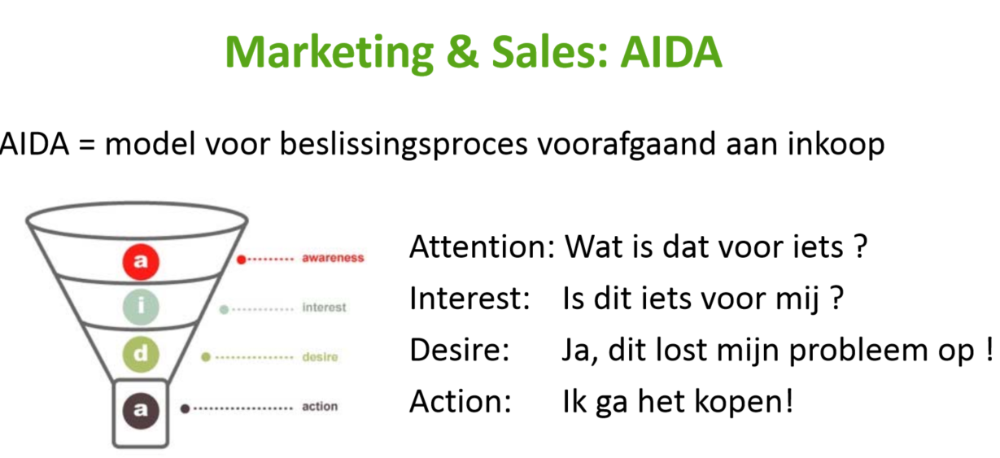 Marketing & Sales: AIDA
AIDA = model voor beslissingsproces voorafgaand aan inkoop
a
awareness
i
interest
d
desire
a
action
Attention: Wat is dat voor iets ?
Interest: Is dit iets voor mij ?
Desire: Ja, dit lost mijn probleem op !
Action: Ik ga het kopen!